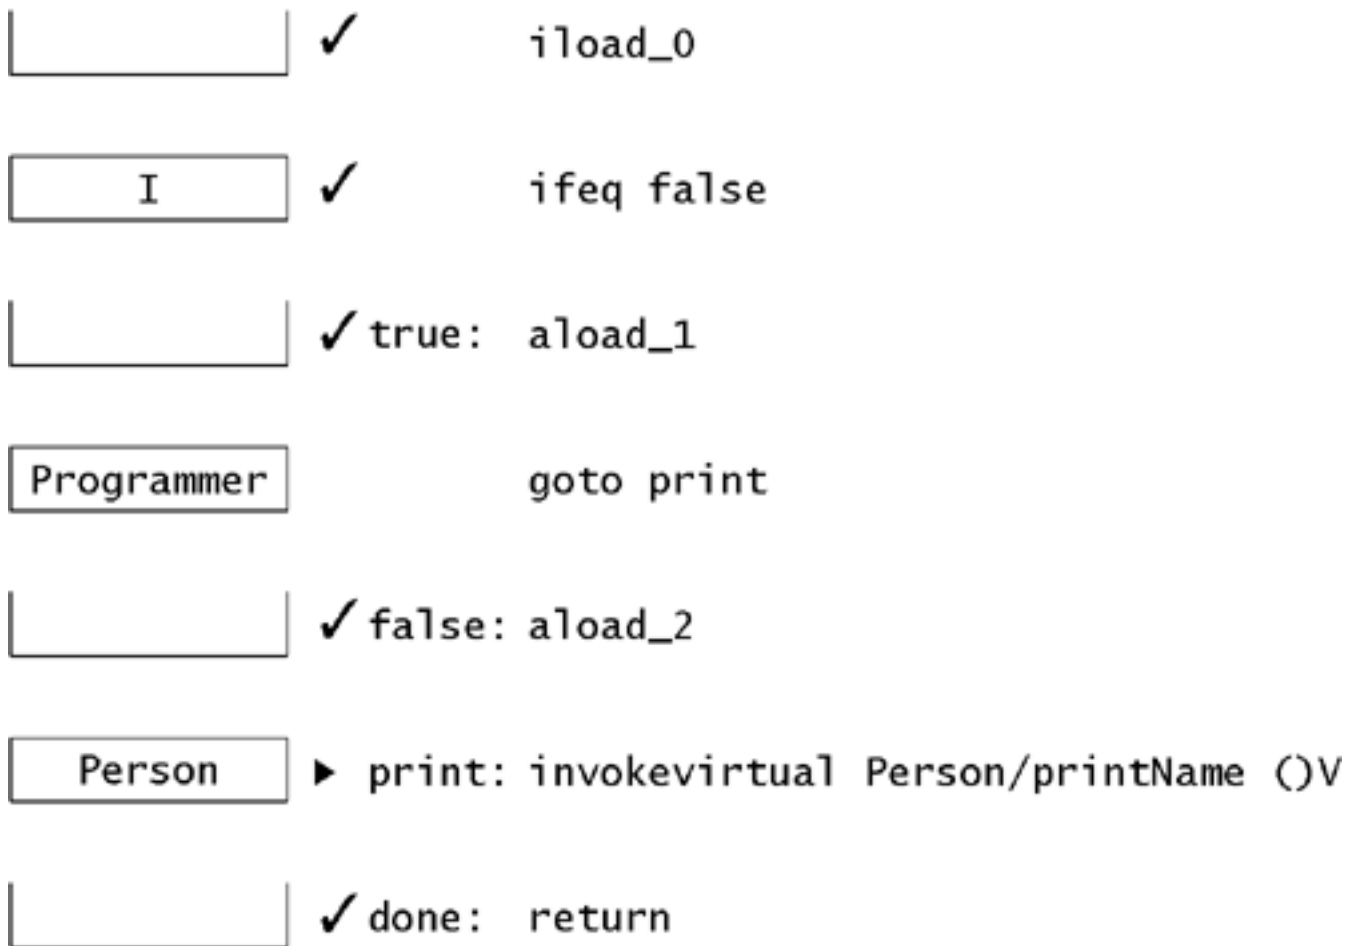 ✓ iload_0
I ✓ ifeq false
✓ true: aload_1
Programmer goto print
✓ false: aload_2
Person ▶ print: invokevirtual Person/printName ()V
✓ done: return